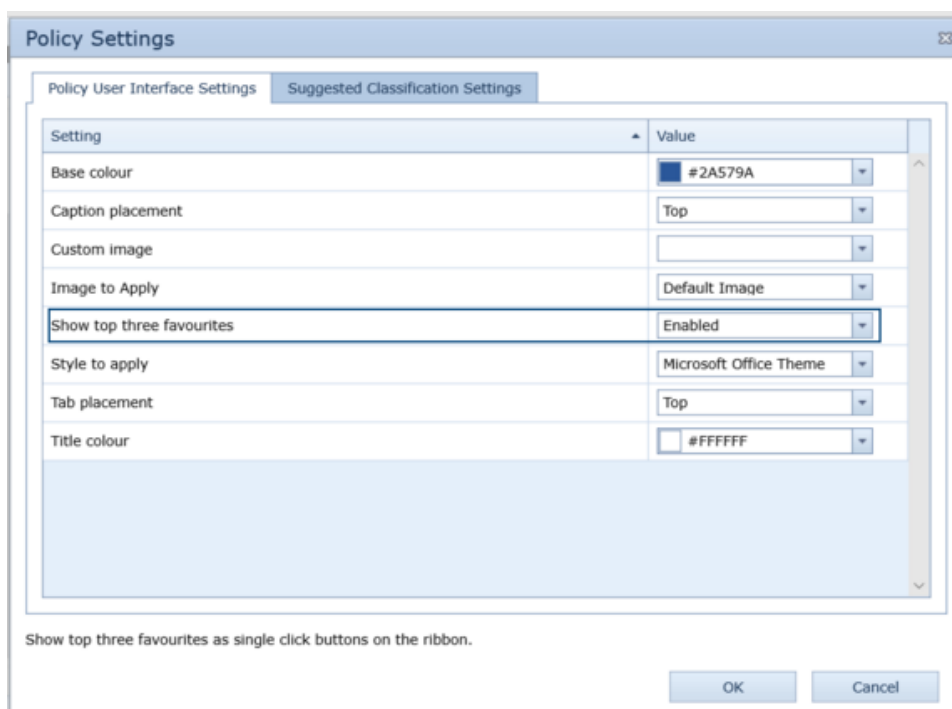 Policy Settings
Policy User Interface Settings Suggested Classification Settings
Setting Value
Base colour #2A579A
Caption placement Top
Custom image
Image to Apply Default Image
Show top three favourites Enabled
Style to apply Microsoft Office Theme
Tab placement Top
Title colour #FFFFFF
Show top three favourites as single click buttons on the ribbon.
OK Cancel